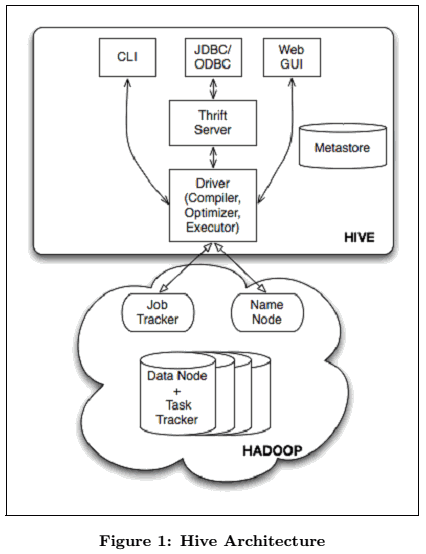 CLI
JDBC/
ODBC
Web
GUI
Thrift
Server
Metastore
Driver
(Compiler,
Optimizer,
Executor)
HIVE
Job
Tracker
Name
Node
Data Node
+
Task
Tracker
HADOOP
Figure 1: Hive Architecture